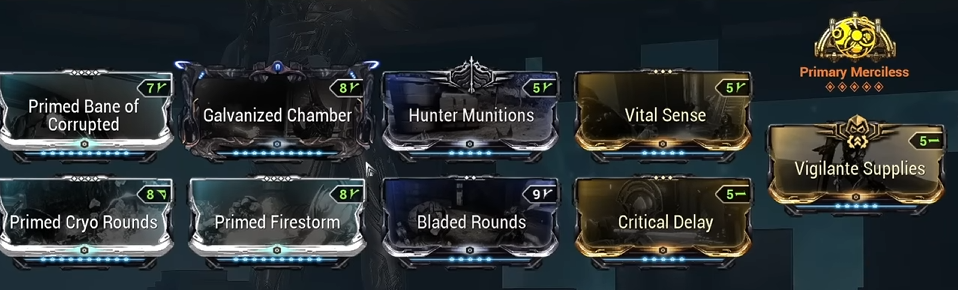 Primary Merciless
7
Primed Bane of
Corrupted
8
Galvanized Chamber
5
Hunter Munitions
5
Vital Sense
5
Vigilante Supplies
8
Primed Cryo Rounds
8
Primed Firestorm
9
Bladed Rounds
5
Critical Delay